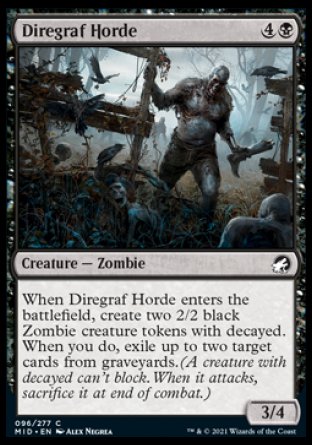 Diregraf Horde 4
Creature — Zombie
When Diregraf Horde enters the
battlefield, create two 2/2 black
Zombie creature tokens with decayed.
When you do, exile up to two target
cards from graveyards.(A creature with
decayed can't block. When it attacks,
sacrifice it at end of combat.)
3/4
096/277 C
MID • EN ALEX NEGREA
™ & © 2021 Wizards of the Coast